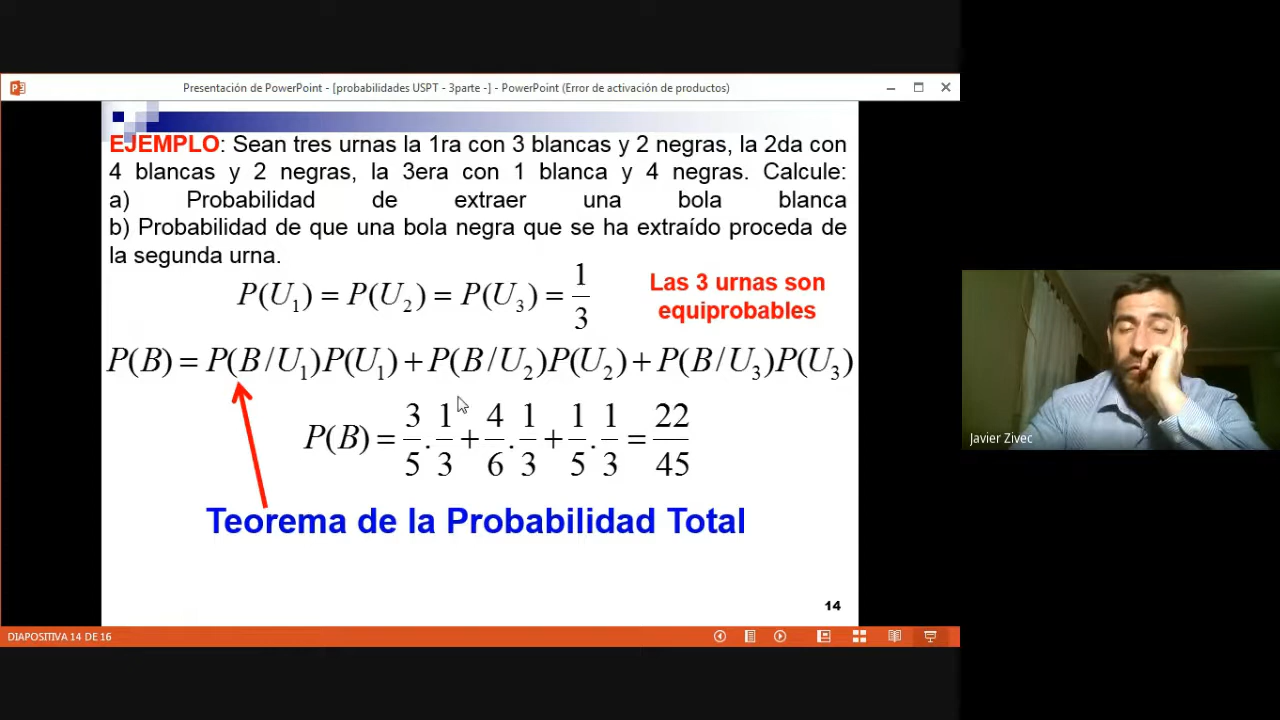 Presentación de PowerPoint - [probabilidades USPT - 3parte -] - PowerPoint (Error de activación de productos)
EJEMPLO: Sean tres urnas la 1ra con 3 blancas y 2 negras, la 2da con
4 blancas y 2 negras, la 3era con 1 blanca y 4 negras. Calcule:
a) Probabilidad de extraer una bola blanca
b) Probabilidad de que una bola negra que se ha extraído proceda de
la segunda urna.
P(U₁) = P(U₂) = P(U₃) = 1/3
Las 3 urnas son
equiprobables
P(B) = P(B/U₁)P(U₁) + P(B/U₂)P(U₂) + P(B/U₃)P(U₃)
P(B) = 3/5 . 1/3 + 4/6 . 1/3 + 1/5 . 1/3 = 22/45
Teorema de la Probabilidad Total
14
DIAPOSITIVA 14 DE 16
Javier Zivec